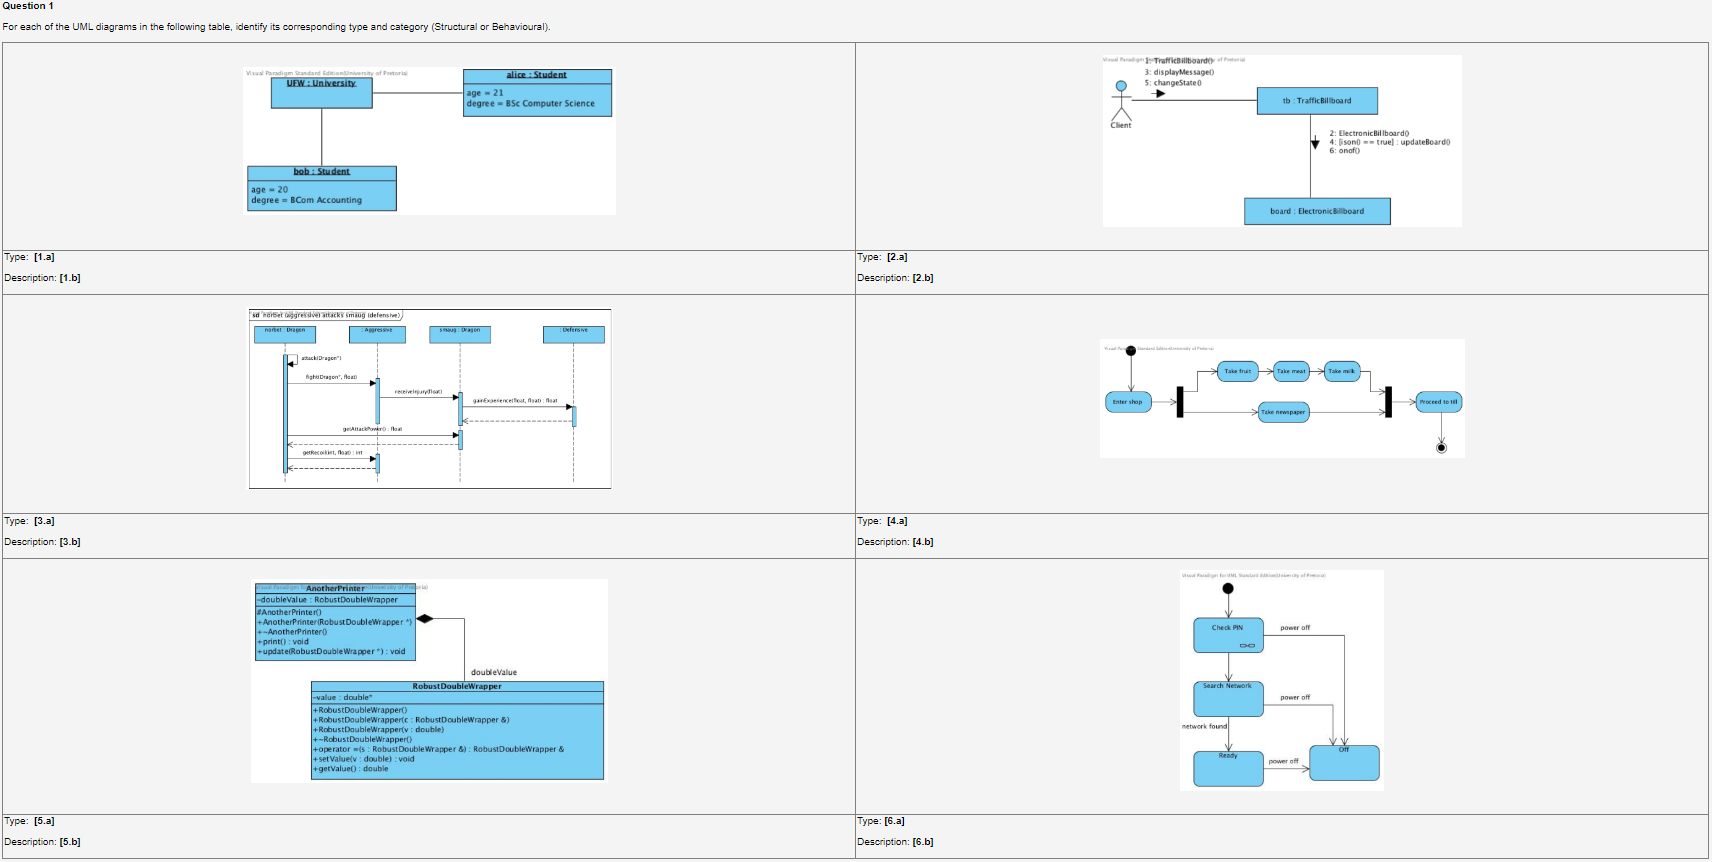 Question 1
For each of the UML diagrams in the following table, identify its corresponding type and category (Structural or Behavioural).
Visual Paradigm Standard Edition(University of Pretoria)
UFW : University
alice : Student
age = 21
degree = BSc Computer Science
bob : Student
age = 20
degree = BCom Accounting
Visual Paradigm
of Pretoria)
1: TrafficBillboard()
3: displayMessage()
5: changeState()
Client
tb : TrafficBillboard
2: ElectronicBillboard()
4: [ison() == true] : updateBoard()
6: onof()
board : ElectronicBillboard
Type: [1.a]
Description: [1.b]
Type: [2.a]
Description: [2.b]
sd norbet (aggressive) attacks smaug (defensive)
norbet : Dragon
: Aggressive
smaug : Dragon
: Defensive
attack(Dragon*)
fight(Dragon*, float)
receiveInjury(float)
gainExperience(float, float) : float
getAttackPower() : float
getRecoil(int, float) : int
Standard Edition(University of Pretoria)
Enter shop
Take fruit
Take meat
Take milk
Take newspaper
Proceed to till
Type: [3.a]
Description: [3.b]
Type: [4.a]
Description: [4.b]
AnotherPrinter
-doubleValue : RobustDoubleWrapper
#AnotherPrinter()
+AnotherPrinter(RobustDoubleWrapper *)
+~AnotherPrinter()
+print() : void
+update(RobustDoubleWrapper *) : void
doubleValue
RobustDoubleWrapper
-value : double*
+RobustDoubleWrapper()
+RobustDoubleWrapper(c : RobustDoubleWrapper &)
+RobustDoubleWrapper(v : double)
+~RobustDoubleWrapper()
+operator =(s : RobustDoubleWrapper &) : RobustDoubleWrapper &
+setValue(v : double) : void
+getValue() : double
Visual Paradigm for UML Standard Edition(University of Pretoria)
Check PIN
power off
Search Network
power off
network found
Ready
power off
Off
Type: [5.a]
Description: [5.b]
Type: [6.a]
Description: [6.b]